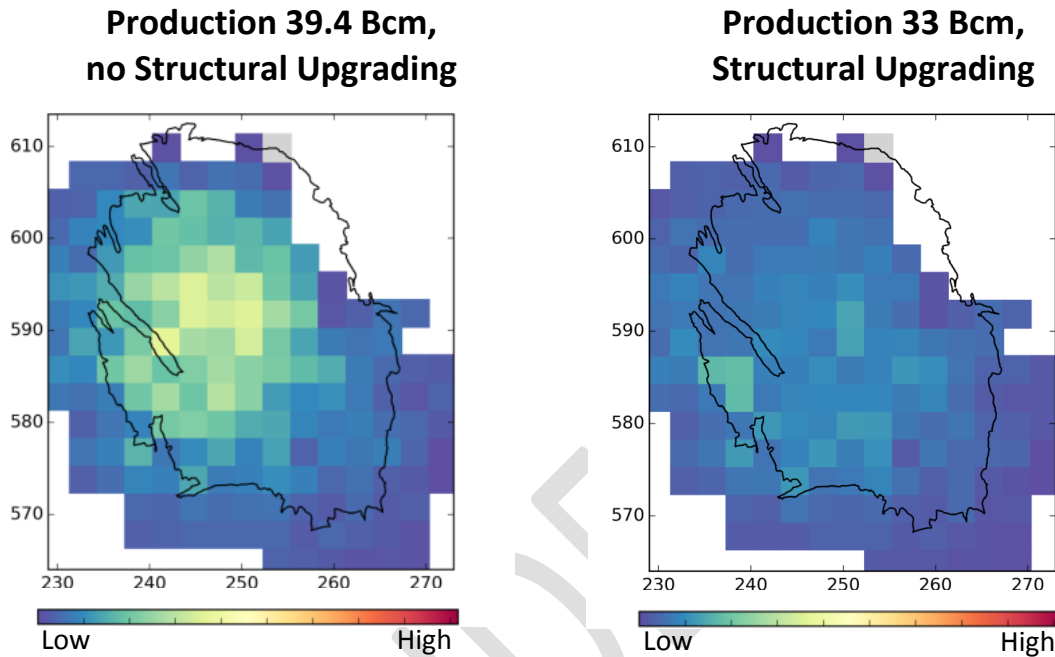 Production 39.4 Bcm,
no Structural Upgrading
Production 33 Bcm,
Structural Upgrading
610
600
590
580
570
230 240 250 260 270
Low High
610
600
590
580
570
230 240 250 260 270
Low High